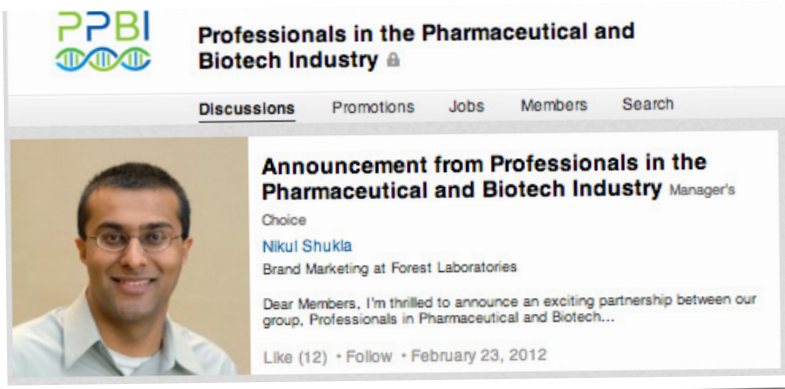 PPBI
Professionals in the Pharmaceutical and
Biotech Industry
Discussions Promotions Jobs Members Search
Announcement from Professionals in the
Pharmaceutical and Biotech Industry Manager's
Choice
Nikul Shukla
Brand Marketing at Forest Laboratories
Dear Members, I'm thrilled to announce an exciting partnership between our
group, Professionals in Pharmaceutical and Biotech...
Like (12) • Follow • February 23, 2012